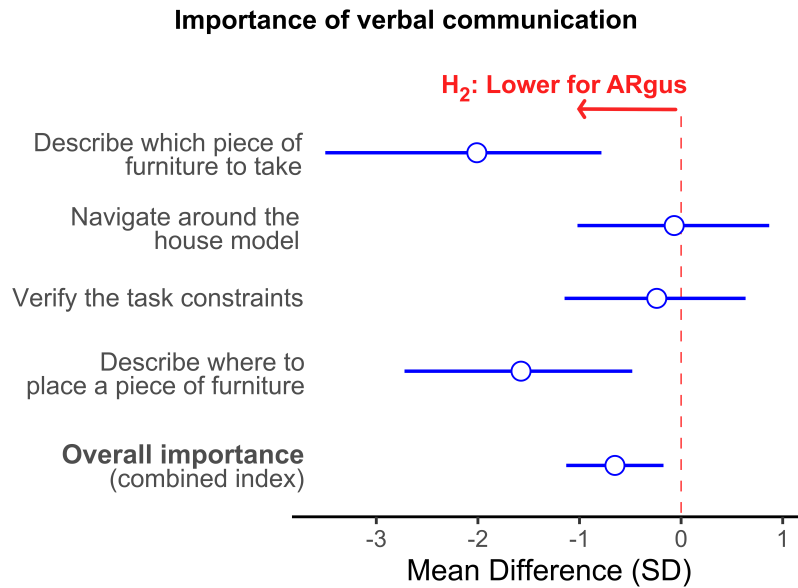 Importance of verbal communication
H₂: Lower for ARgus
Describe which piece of
furniture to take
Navigate around the
house model
Verify the task constraints
Describe where to
place a piece of furniture
Overall importance
(combined index)
-3 -2 -1 0 1
Mean Difference (SD)